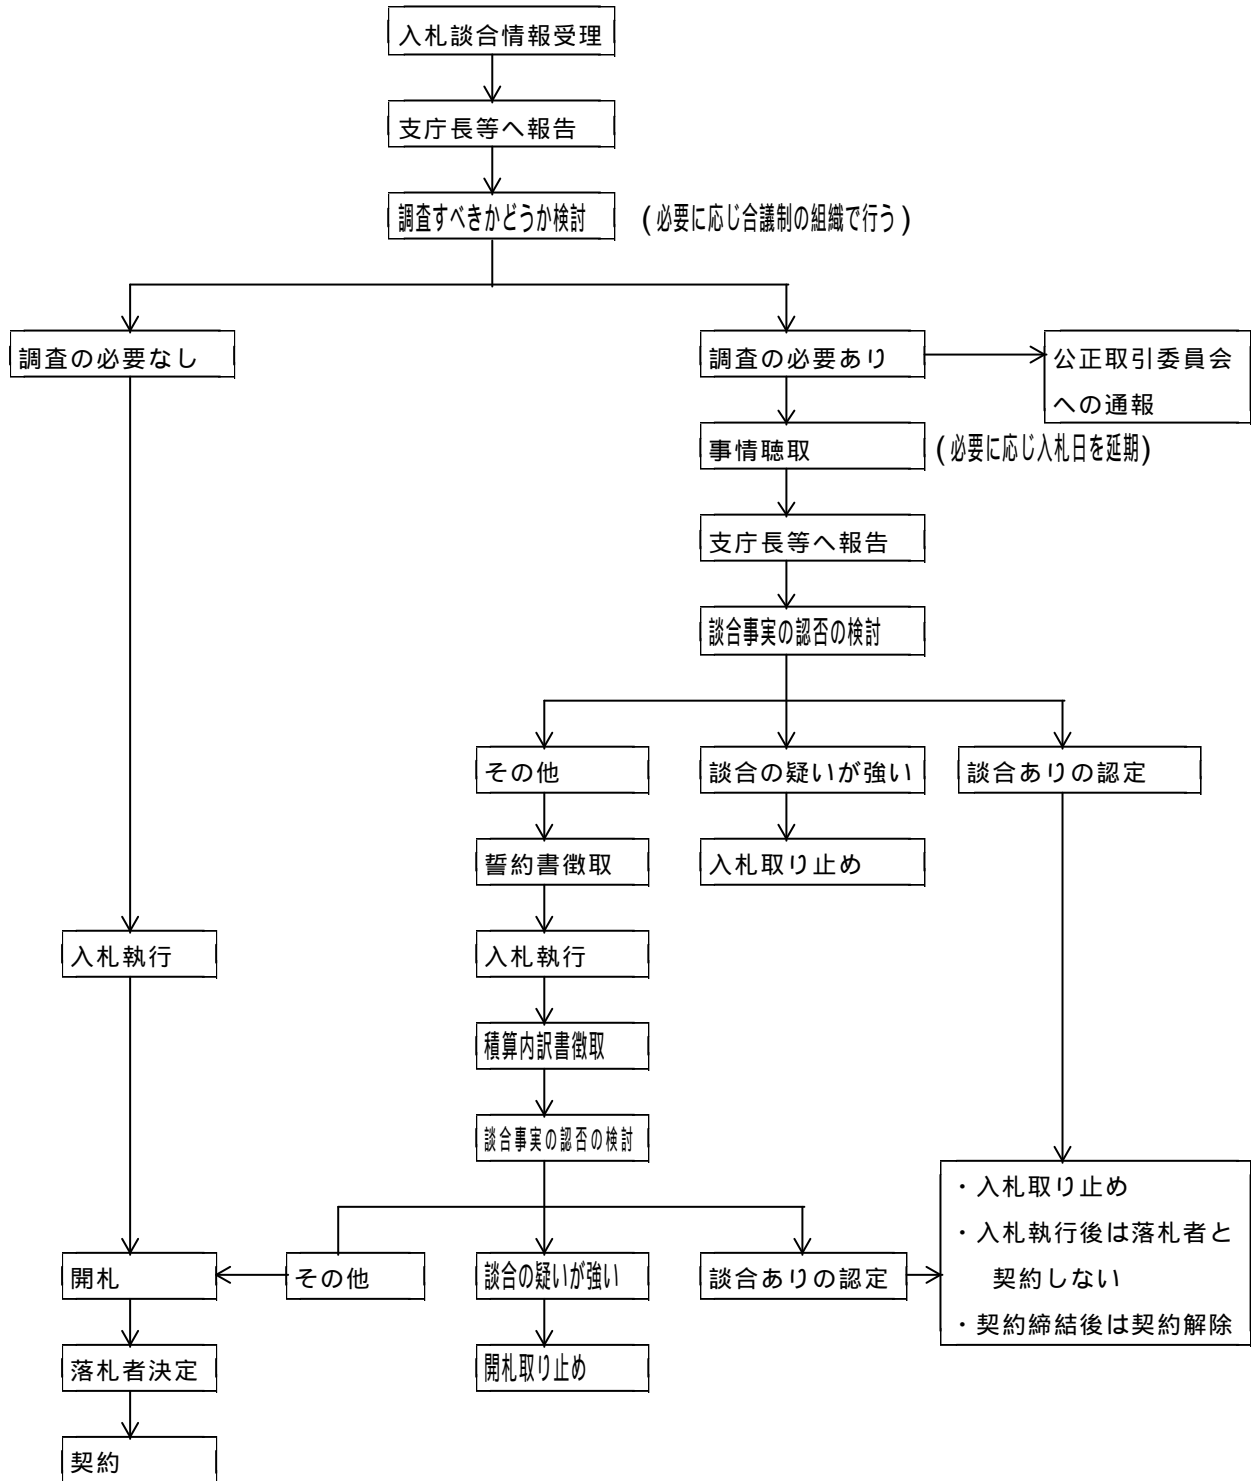 入札談合情報受理
支庁長等へ報告
調査すべきかどうか検討
(必要に応じ合議制の組織で行う)
調査の必要なし
調査の必要あり
公正取引委員会
への通報
事情聴取
(必要に応じ入札日を延期)
支庁長等へ報告
談合事実の認否の検討
その他
談合の疑いが強い
談合ありの認定
誓約書徴取
入札取り止め
入札執行
入札執行
積算内訳書徴取
談合事実の認否の検討
・入札取り止め
・入札執行後は落札者と
契約しない
・契約締結後は契約解除
開札
その他
談合の疑いが強い
談合ありの認定
落札者決定
開札取り止め
契約